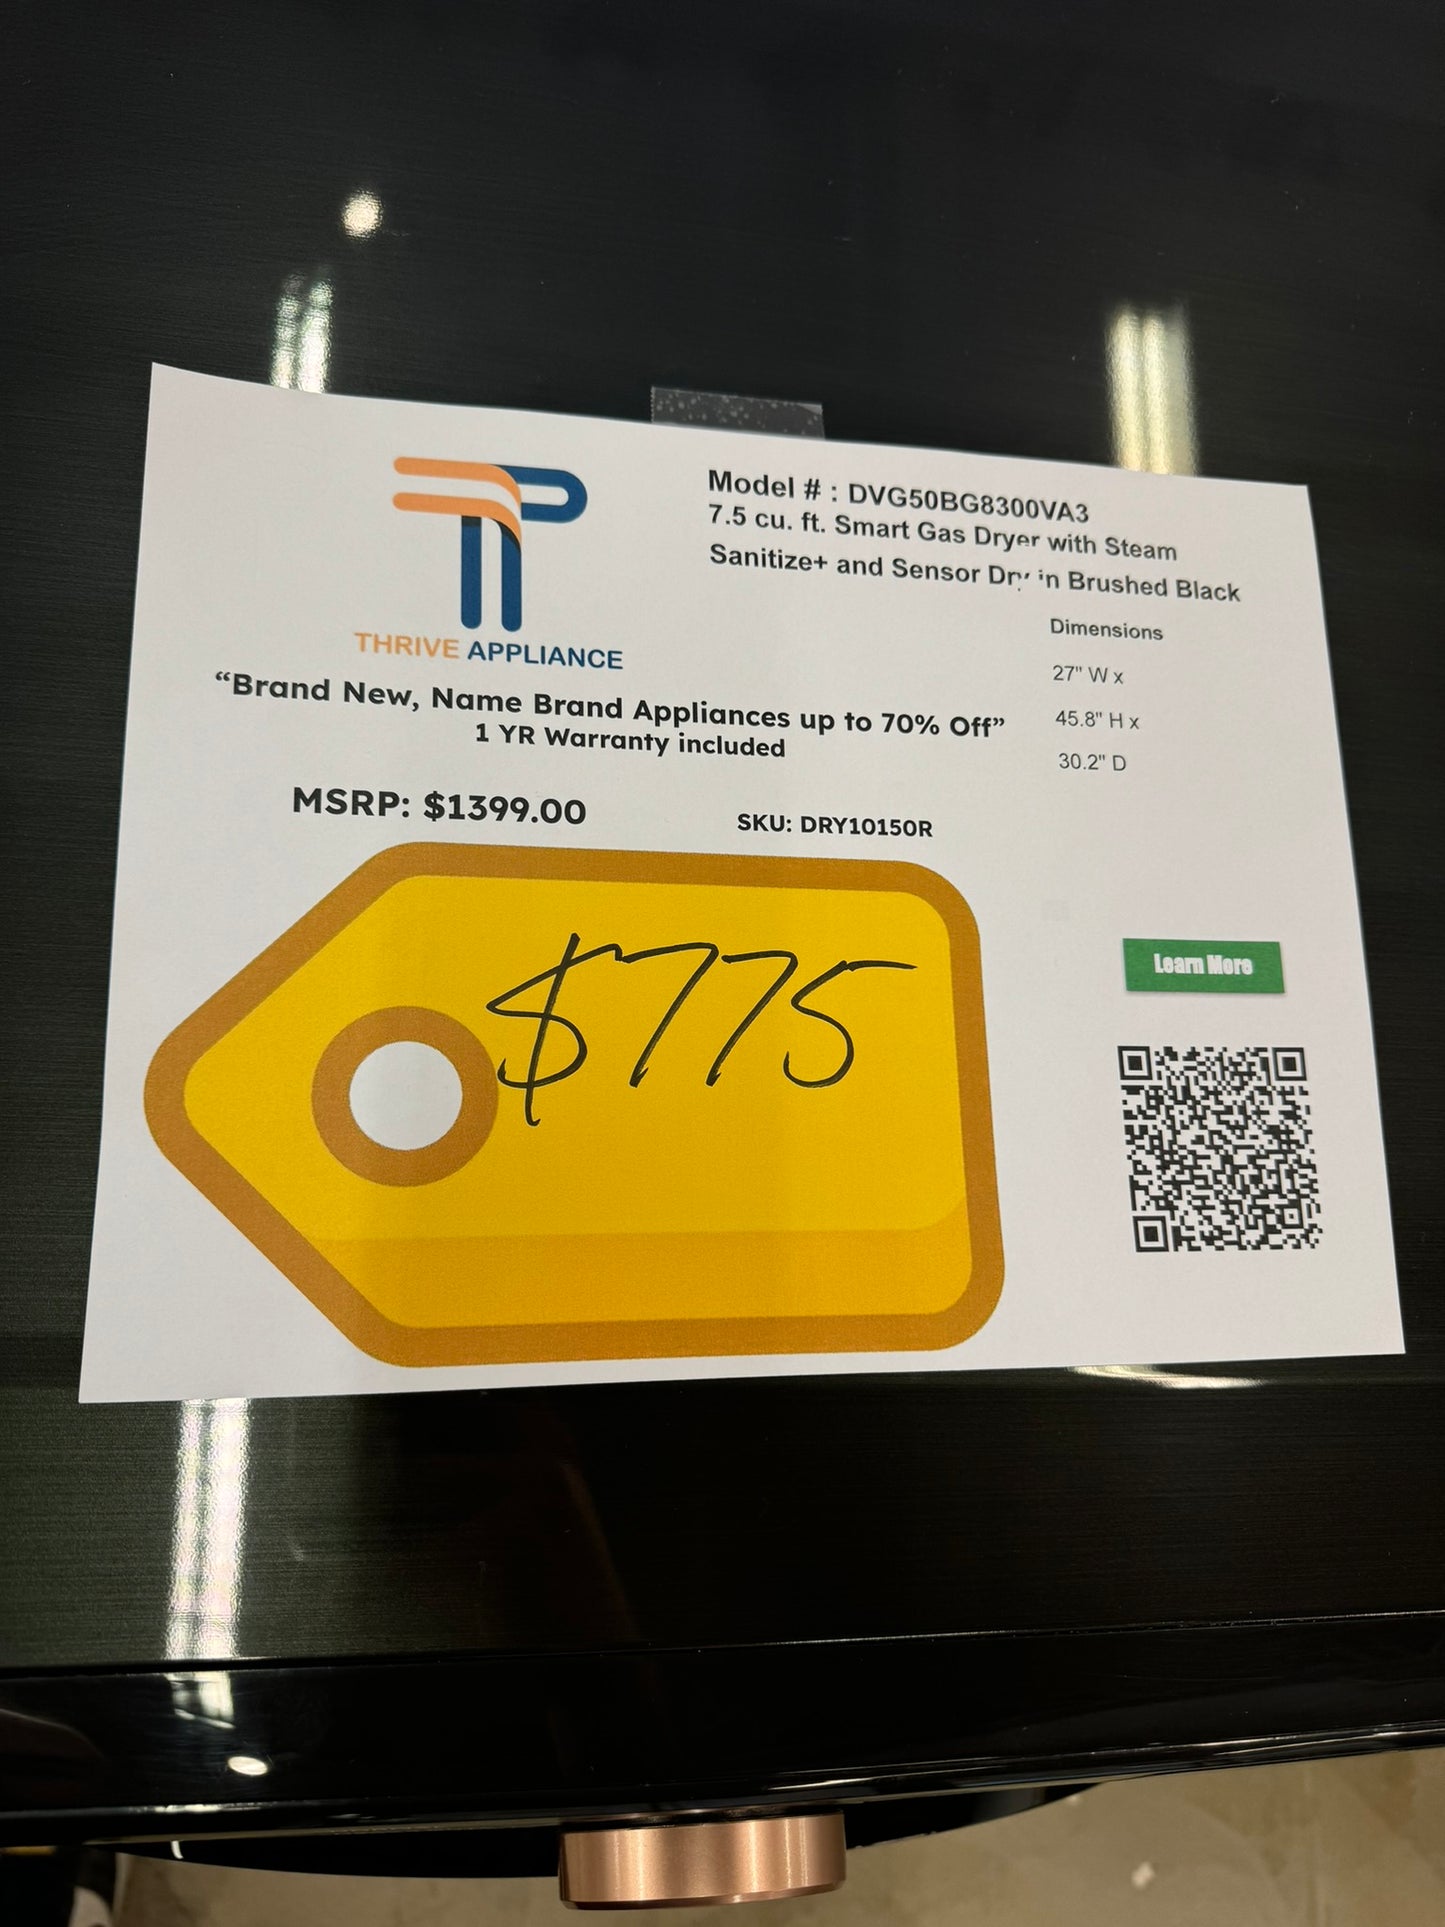 Model # : DVG50BG8300VA3
7.5 cu. ft. Smart Gas Dryer with Steam
Sanitize+ and Sensor Dry in Brushed Black
THRIVE APPLIANCE
“Brand New, Name Brand Appliances up to 70% Off”
1 YR Warranty included
Dimensions
27" W x
45.8" H x
30.2" D
MSRP: $1399.00
SKU: DRY10150R
$775
Learn More